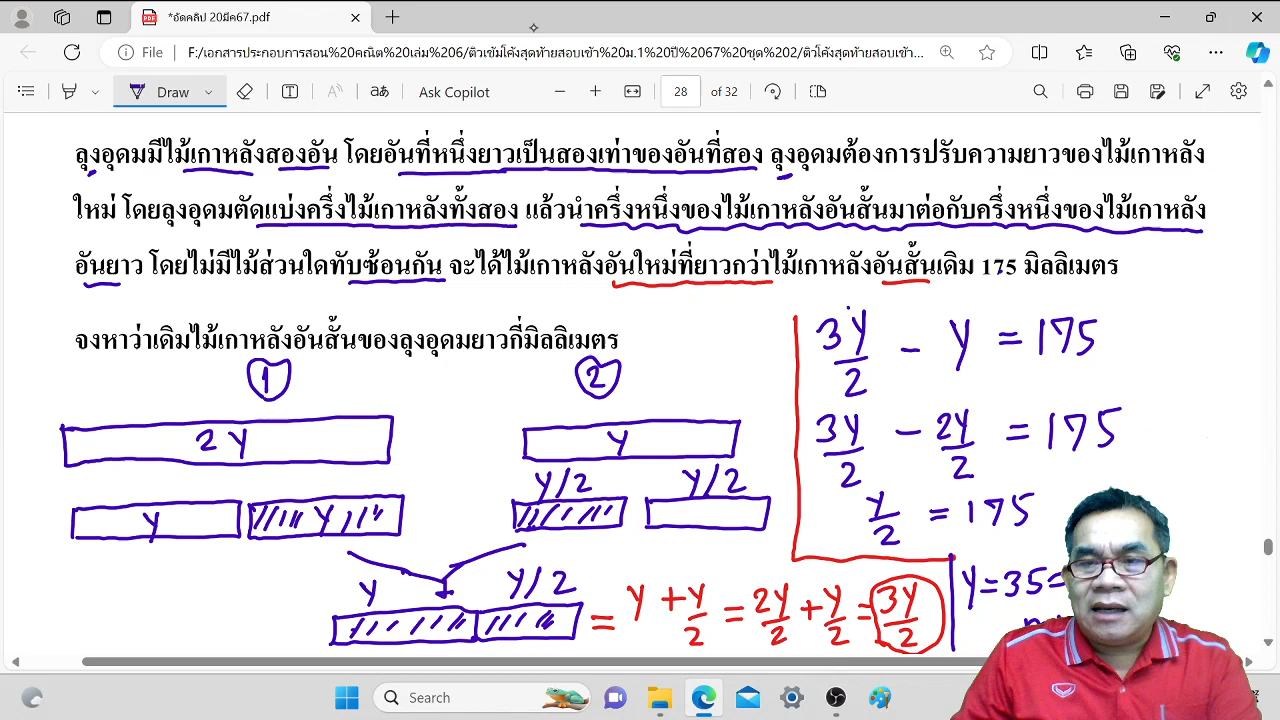 *อัดคลิป 20มีค67.pdf
File
F:/เอกสารประกอบการสอน%20คณิต%20เล่ม%206/ติวเข้มโค้งสุดท้ายสอบเข้า%20ม.1%20ปี%2067%20ชุด%202/ติวโค้งสุดท้ายสอบเข้า...
Draw
aあ
Ask Copilot
28 of 32
ลุงอุดมมีไม้เกาหลังสองอัน โดยอันที่หนึ่งยาวเป็นสองเท่าของอันที่สอง ลุงอุดมต้องการปรับความยาวของไม้เกาหลัง
ใหม่ โดยลุงอุดมตัดแบ่งครึ่งไม้เกาหลังทั้งสอง แล้วนำครึ่งหนึ่งของไม้เกาหลังอันสั้นมาต่อกับครึ่งหนึ่งของไม้เกาหลัง
อันยาว โดยไม่มีไม้ส่วนใดทับซ้อนกัน จะได้ไม้เกาหลังอันใหม่ที่ยาวกว่าไม้เกาหลังอันสั้นเดิม 175 มิลลิเมตร
จงหาว่าเดิมไม้เกาหลังอันสั้นของลุงอุดมยาวกี่มิลลิเมตร
1 2
2y y
y y y/2 y/2
y y/2
= y + y/2 = 2y/2 + y/2 = 3y/2
3y/2 - y = 175
3y/2 - 2y/2 = 175
y/2 = 175
y = 35
Search